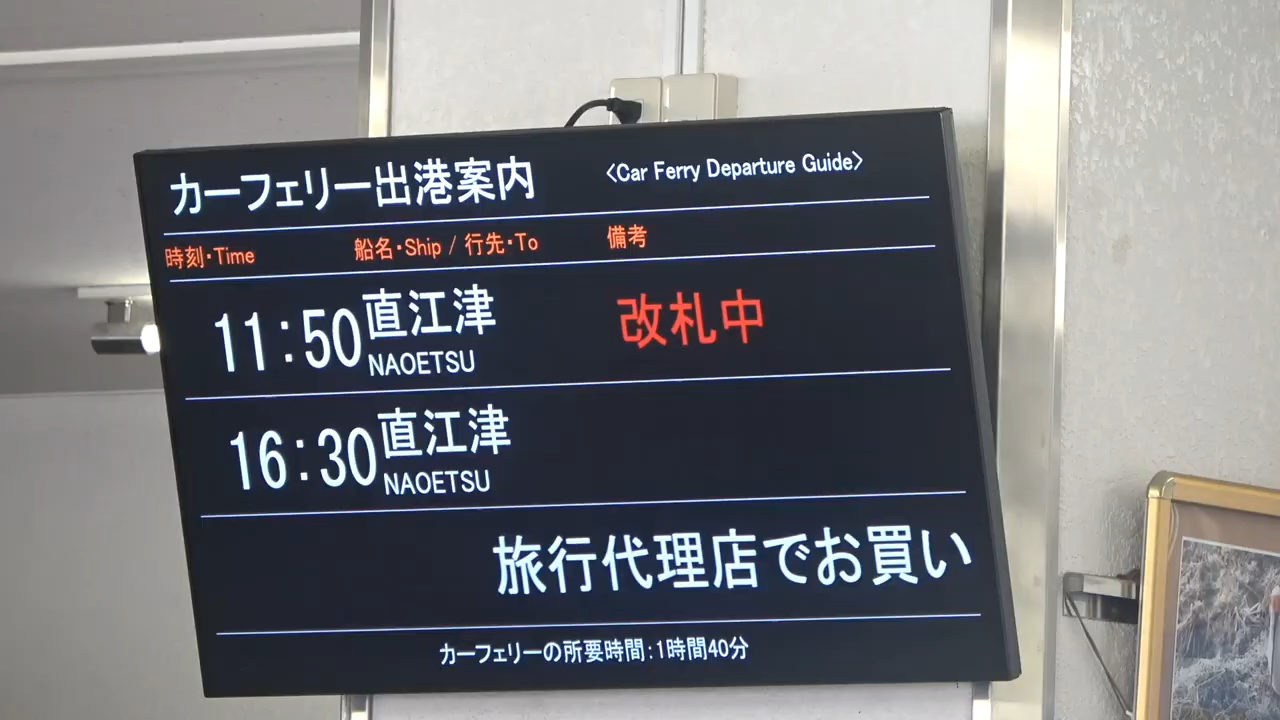 カーフェリー出港案内 <Car Ferry Departure Guide>
時刻・Time 船名・Ship / 行先・To 備考
11:50 直江津 改札中
NAOETSU
16:30 直江津
NAOETSU
旅行代理店でお買い
カーフェリーの所要時間:1時間40分